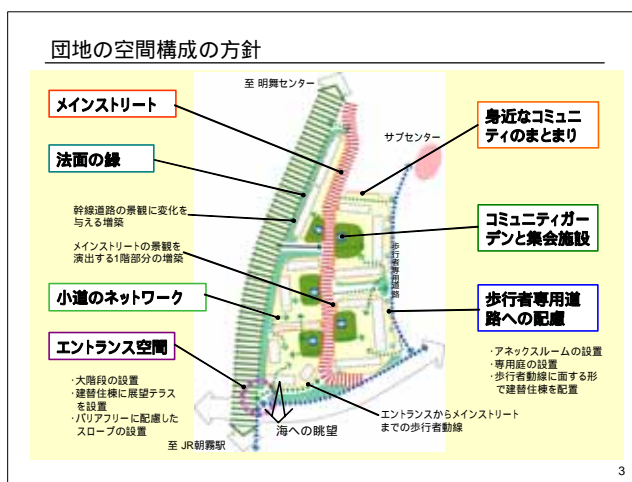 団地の空間構成の方針
至 明舞センター
メインストリート
身近なコミュニ
ティのまとまり
サブセンター
法面の緑
幹線道路の景観に変化を
与える増築
コミュニティガー
デンと集会施設
メインストリートの景観を
演出する1階部分の増築
歩行者専用道路
小道のネットワーク
歩行者専用道
路への配慮
エントランス空間
・アネックスルームの設置
・専用庭の設置
・歩行者動線に面する形
で建替住棟を配置
・大階段の設置
・建替住棟に展望テラス
を設置
・バリアフリーに配慮した
スロープの設置
海への眺望
エントランスからメインストリート
までの歩行者動線
至 JR朝霧駅
3